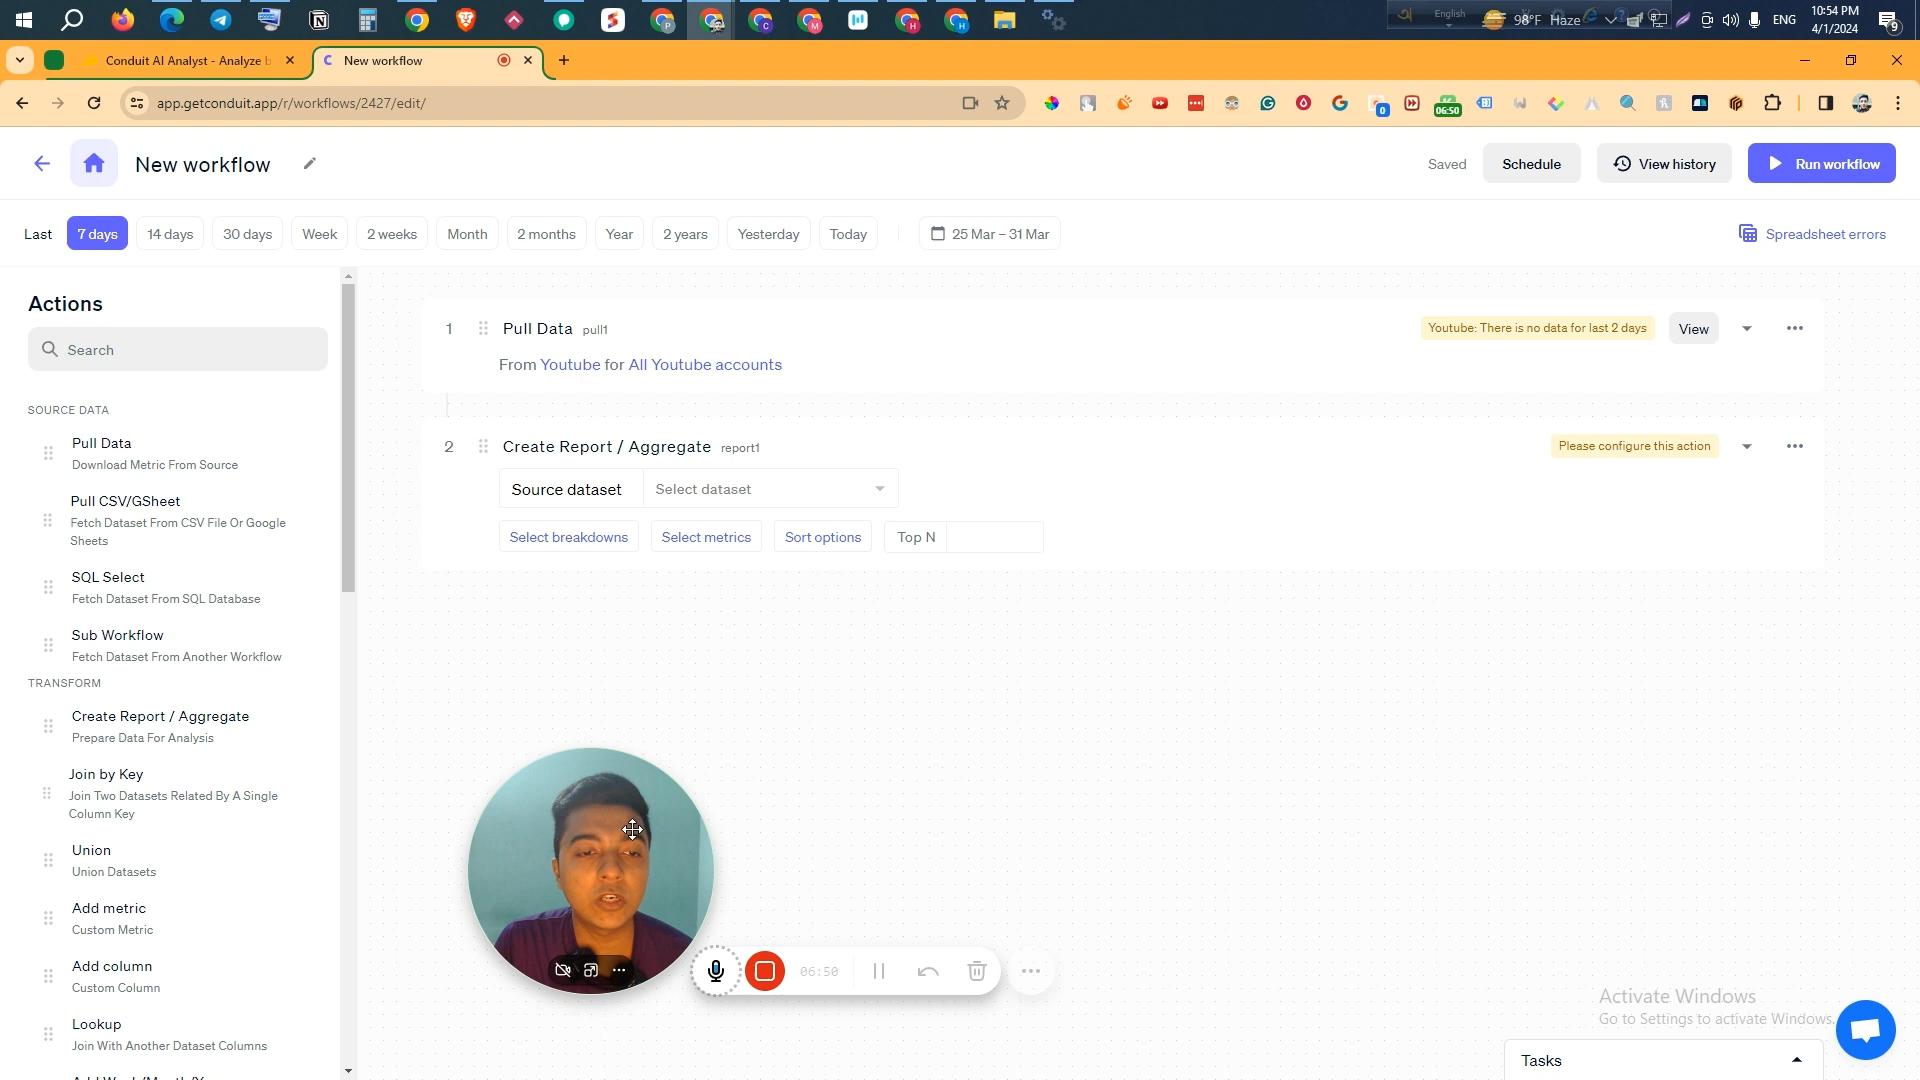 English
98°F Haze
ENG
10:54 PM
4/1/2024
9
Conduit AI Analyst - Analyze b
New workflow
app.getconduit.app/r/workflows/2427/edit/
0
06:50
New workflow
Saved
Schedule
View history
Run workflow
Last
7 days
14 days
30 days
Week
2 weeks
Month
2 months
Year
2 years
Yesterday
Today
25 Mar – 31 Mar
Spreadsheet errors
Actions
Search
SOURCE DATA
Pull Data
Download Metric From Source
Pull CSV/GSheet
Fetch Dataset From CSV File Or Google
Sheets
SQL Select
Fetch Dataset From SQL Database
Sub Workflow
Fetch Dataset From Another Workflow
TRANSFORM
Create Report / Aggregate
Prepare Data For Analysis
Join by Key
Join Two Datasets Related By A Single
Column Key
Union
Union Datasets
Add metric
Custom Metric
Add column
Custom Column
Lookup
Join With Another Dataset Columns
1 Pull Data pull1
Youtube: There is no data for last 2 days
View
From Youtube for All Youtube accounts
2 Create Report / Aggregate report1
Please configure this action
Source dataset
Select dataset
Select breakdowns
Select metrics
Sort options
Top N
06:50
Activate Windows
Go to Settings to activate Windows.
Tasks